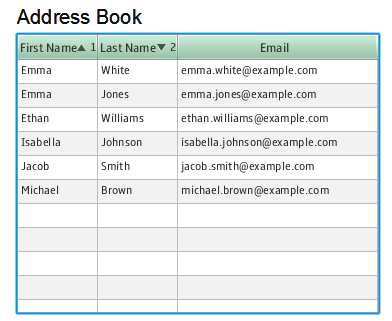 Address Book
First Name▲ 1 Last Name▼ 2 Email
Emma White emma.white@example.com
Emma Jones emma.jones@example.com
Ethan Williams ethan.williams@example.com
Isabella Johnson isabella.johnson@example.com
Jacob Smith jacob.smith@example.com
Michael Brown michael.brown@example.com